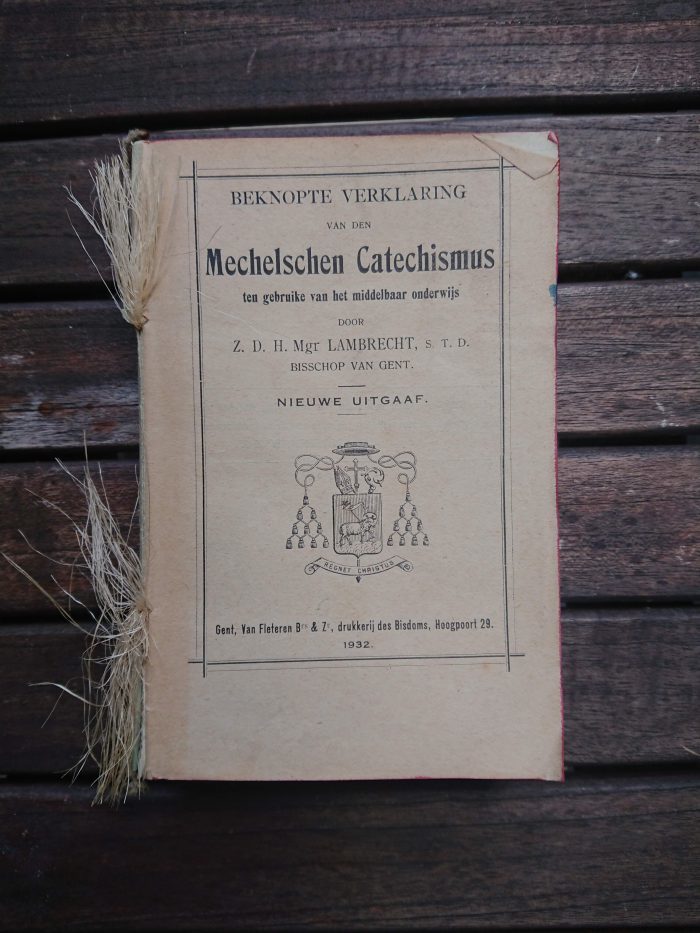 BEKNOPTE VERKLARING
VAN DEN
Mechelschen Catechismus
ten gebruike van het middelbaar onderwijs
DOOR
Z. D. H. Mgr LAMBRECHT, S. T. D.
BISSCHOP VAN GENT.
NIEUWE UITGAAF.
REGNET CHRISTUS
Gent, Van Fleteren Brs & Zr, drukkerij des Bisdoms, Hoogpoort 29.
1932.